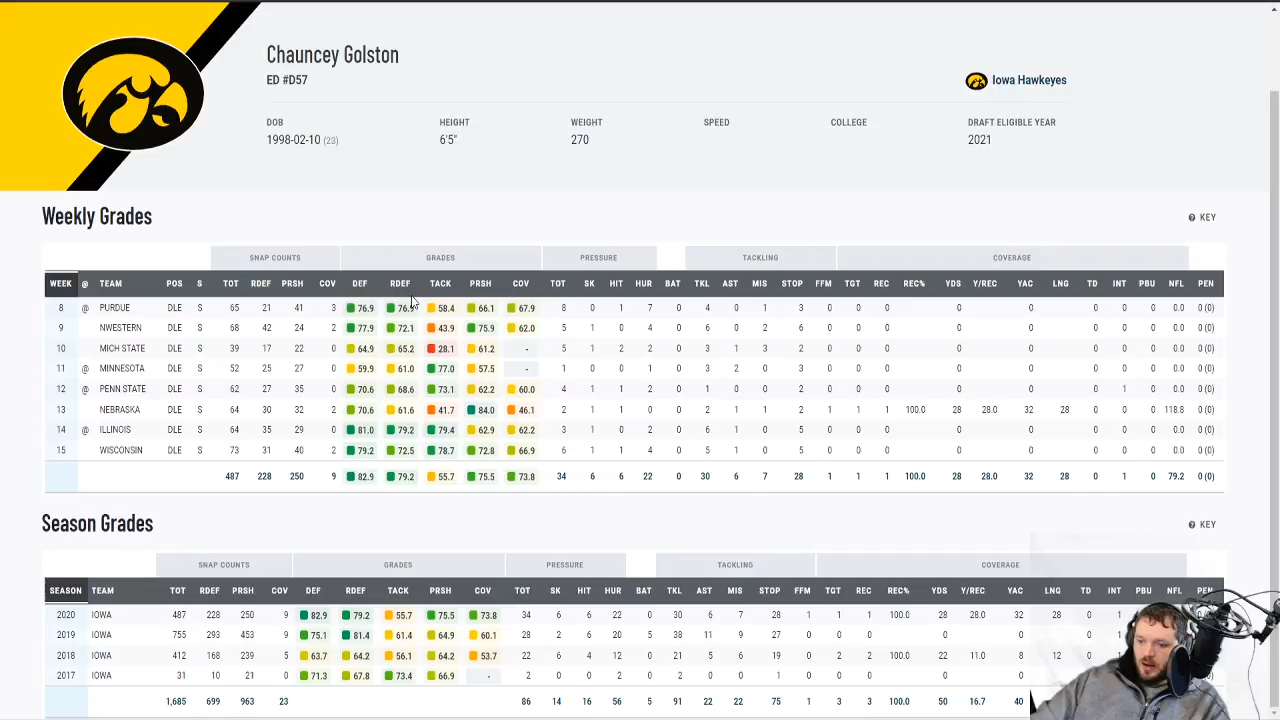 Chauncey Golston
ED #D57
Iowa Hawkeyes
DOB HEIGHT WEIGHT SPEED COLLEGE DRAFT ELIGIBLE YEAR
1998-02-10 (23) 6'5" 270 2021
Weekly Grades
KEY
SNAP COUNTS GRADES PRESSURE TACKLING COVERAGE
WEEK @ TEAM POS S TOT RDEF PRSH COV DEF RDEF TACK PRSH COV TOT SK HIT HUR BAT TKL AST MIS STOP FFM TGT REC REC% YDS Y/REC YAC LNG TD INT PBU NFL PEN
8 @ PURDUE DLE S 65 21 41 3 76.9 76.9 58.4 66.1 67.9 8 0 1 7 0 4 0 1 3 0 0 0 0 0 0 0 0.0 0 (0)
9 NWESTERN DLE S 68 42 24 2 77.9 72.1 43.9 75.9 62.0 5 1 0 4 0 6 0 2 7 0 0 0 0 0 0 0 0.0 0 (0)
10 MICH STATE DLE S 39 17 22 0 64.9 65.2 28.1 61.2 - 5 1 2 2 0 3 1 3 2 0 0 0 0 0 0 0 0.0 0 (0)
11 @ MINNESOTA DLE S 52 25 27 0 59.9 61.0 77.0 57.5 - 1 0 0 1 0 3 2 0 0 0 0 0 0 0 0.0 0 (0)
12 @ PENN STATE DLE S 62 27 35 0 70.6 68.6 73.1 62.2 60.0 4 1 1 2 0 1 0 0 2 0 0 0 0 0 0 1 0 0.0 0 (0)
13 NEBRASKA DLE S 64 30 32 2 70.6 61.6 41.7 84.0 46.1 2 1 1 0 0 2 1 1 2 1 1 1 100.0 28 28.0 32 28 0 0 0 118.8 0 (0)
14 @ ILLINOIS DLE S 64 35 29 0 81.0 79.2 79.4 62.9 62.2 3 1 0 2 0 6 1 0 0 0 0 0 0 0 0 0.0 0 (0)
15 WISCONSIN DLE S 73 31 40 2 79.2 72.5 78.7 72.8 66.9 6 1 1 4 0 5 1 0 5 0 0 0 0 0 0 0 0 0.0 0 (0)
487 228 250 9 82.9 79.2 55.7 75.5 73.8 34 6 6 22 0 30 6 7 28 1 1 1 100.0 28 28.0 32 28 0 1 0 79.2 0 (0)
Season Grades
KEY
SNAP COUNTS GRADES PRESSURE TACKLING COVERAGE
SEASON TEAM TOT RDEF PRSH COV DEF RDEF TACK PRSH COV TOT SK HIT HUR BAT TKL AST MIS STOP FFM TGT REC REC% YDS Y/REC YAC LNG TD INT PBU NFL PEN
2020 IOWA 487 228 250 9 82.9 79.2 55.7 75.5 73.8 34 6 6 22 0 30 6 7 28 1 1 1 100.0 28 28.0 32 28 0 1
2019 IOWA 755 293 453 9 75.1 81.4 61.4 64.9 60.1 28 2 6 20 5 38 11 9 27 0 0 0 0 0 0
2018 IOWA 412 168 239 5 63.7 64.2 56.1 53.7 22 6 4 12 0 21 5 6 19 0 2 2 100.0 22 11.0 8 12 0
2017 IOWA 31 10 21 0 71.3 67.8 73.4 - 2 0 0 2 0 2 0 0 1 0 0 0 0 0
1,685 699 963 23 86 14 16 56 5 91 22 22 75 1 3 3 100.0 50 16.7 40